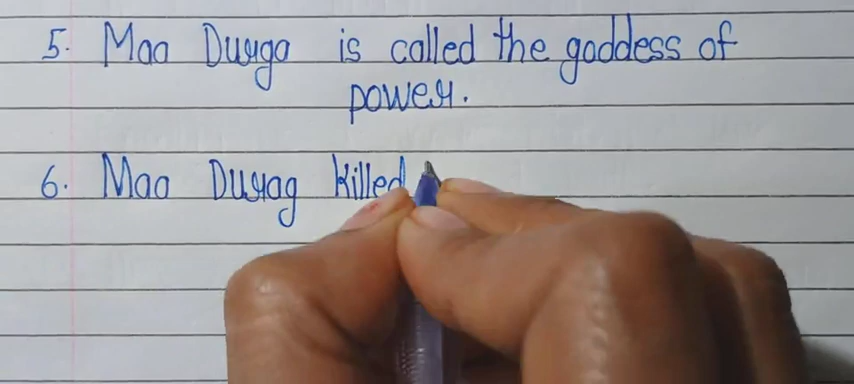 5. Maa Durga is called the goddess of
power.
6. Maa Durag killed